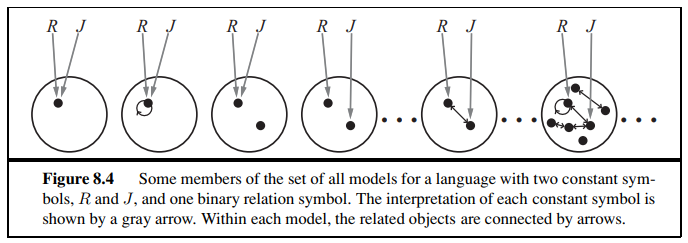 R J R J R J R J R J R J
Figure 8.4 Some members of the set of all models for a language with two constant sym-
bols, R and J, and one binary relation symbol. The interpretation of each constant symbol is
shown by a gray arrow. Within each model, the related objects are connected by arrows.